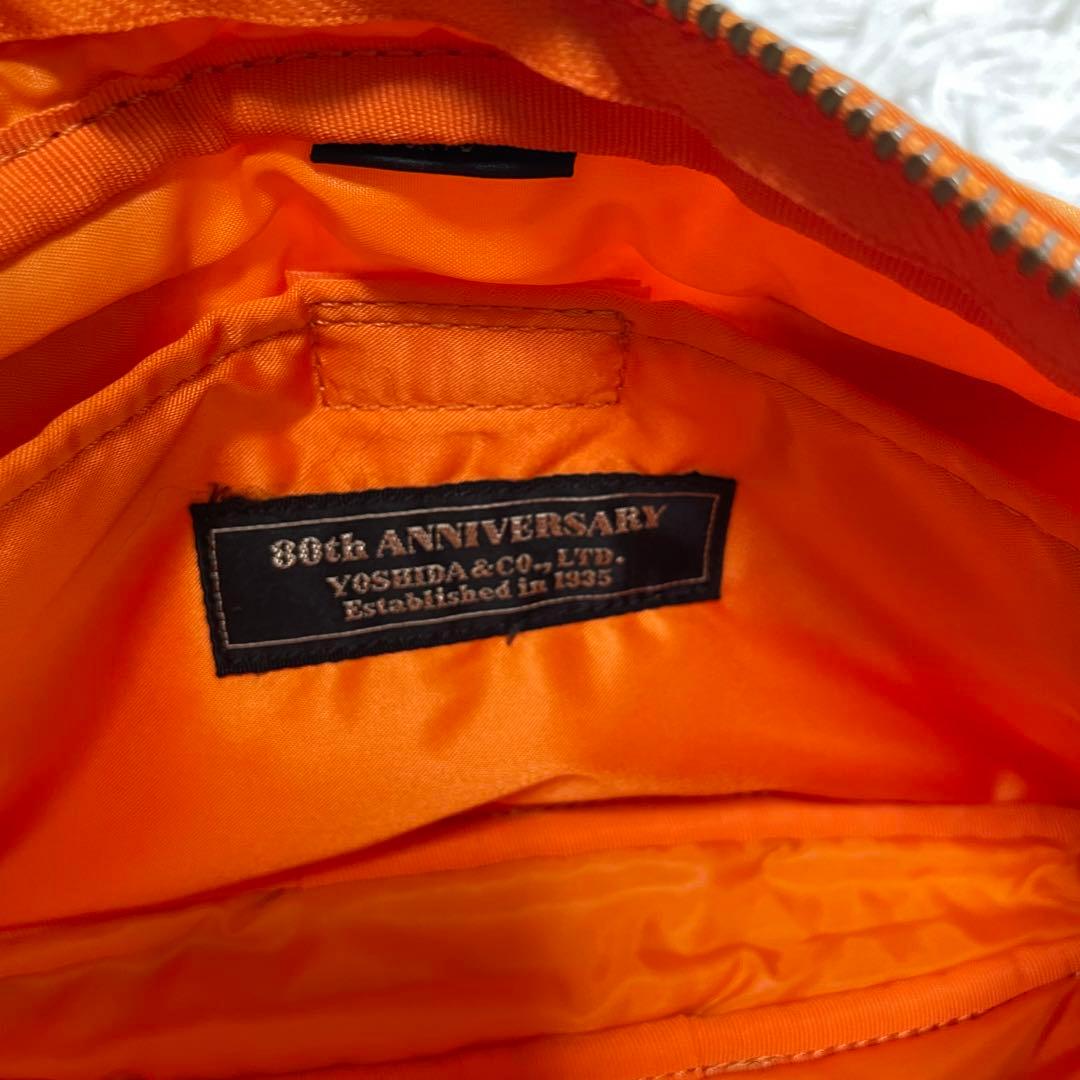 80th ANNIVERSARY
YOSHIDA & CO., LTD.
Established in 1935